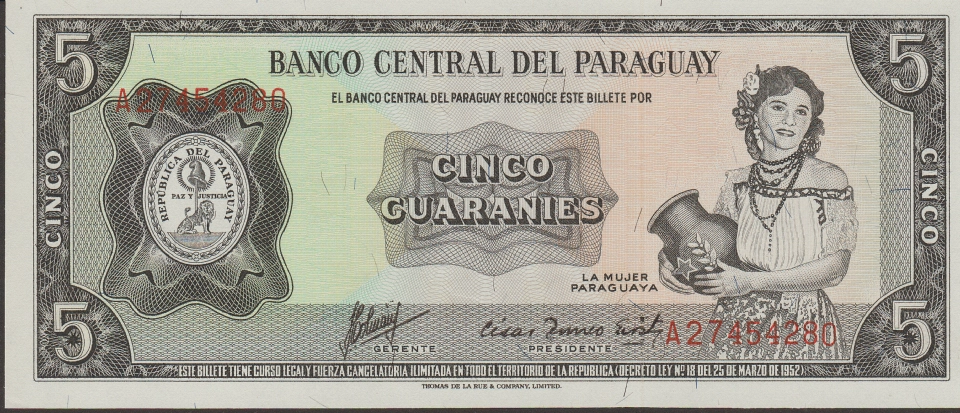 5
5
BANCO CENTRAL DEL PARAGUAY
EL BANCO CENTRAL DEL PARAGUAY RECONOCE ESTE BILLETE POR
A27454280
REPUBLICA DEL PARAGUAY
PAZ Y JUSTICIA
CINCO
CINCO
GUARANIES
CINCO
LA MUJER
PARAGUAYA
A27454280
GERENTE
PRESIDENTE
5
5
ESTE BILLETE TIENE CURSO LEGAL Y FUERZA CANCELATORIA ILIMITADA EN TODO EL TERRITORIO DE LA REPUBLICA (DECRETO LEY Nº 18 DEL 25 DE MARZO DE 1952)
THOMAS DE LA RUE & COMPANY, LIMITED.